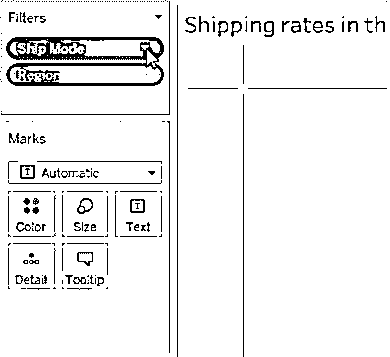 Filters
Ship Mode
Region
Shipping rates in th
Marks
Automatic
Color Size Text
Detail Tooltip